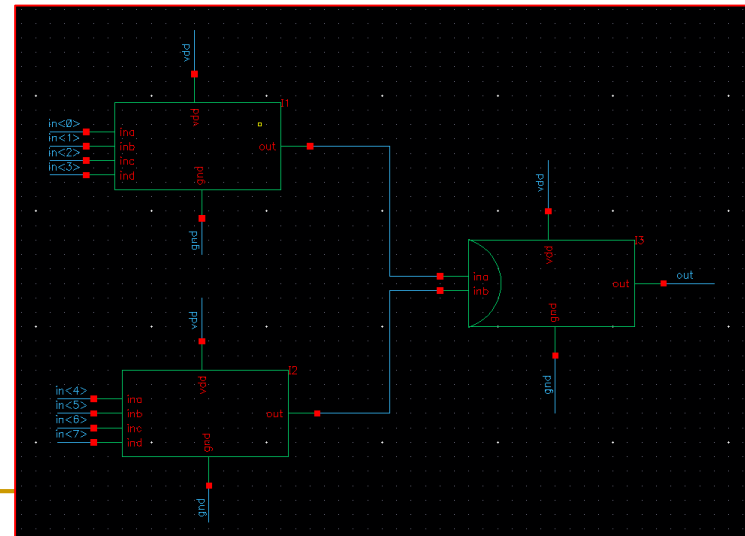 vdd
I1
in<0>
in<1>
in<2>
in<3>
ina
inb
inc
ind
vdd
out
gnd
gnd
vdd
I3
vdd
out
out
ina
inb
gnd
gnd
vdd
I2
in<4>
in<5>
in<6>
in<7>
ina
inb
inc
ind
vdd
out
gnd
gnd